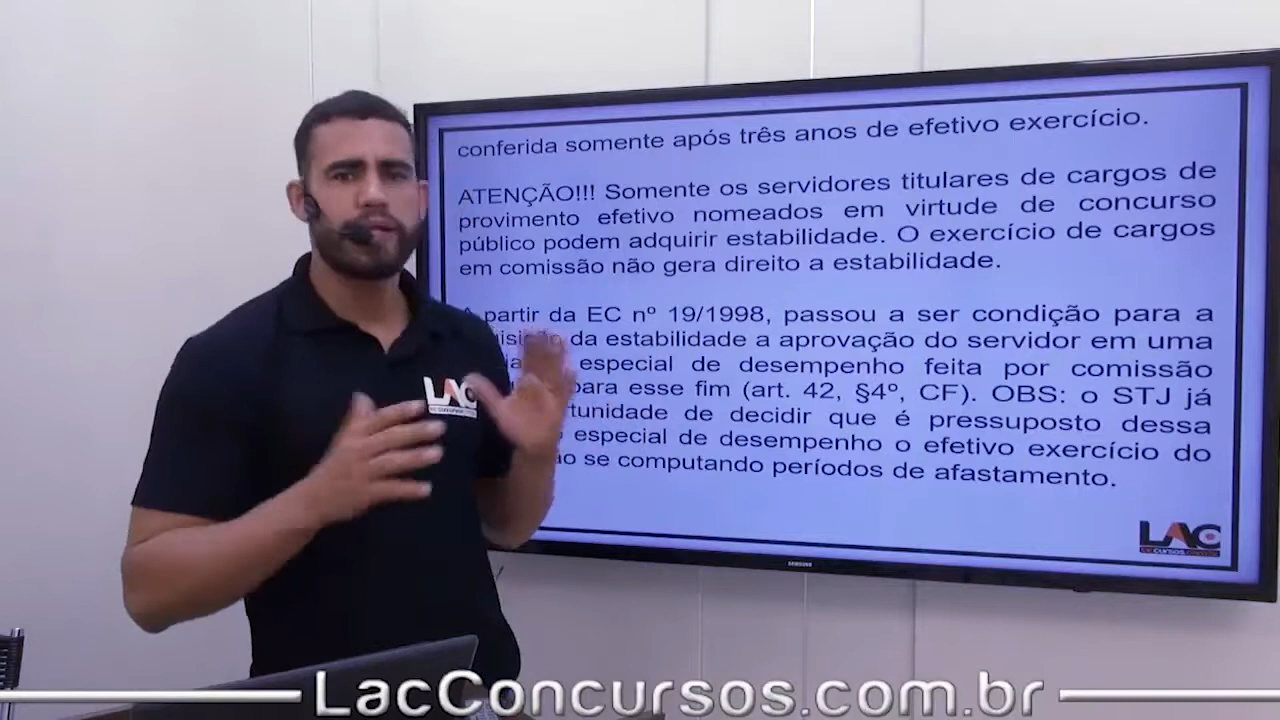 conferida somente após três anos de efetivo exercício.
ATENÇÃO!!! Somente os servidores titulares de cargos de
provimento efetivo nomeados em virtude de concurso
público podem adquirir estabilidade. O exercício de cargos
em comissão não gera direito a estabilidade.
A partir da EC nº 19/1998, passou a ser condição para a
da estabilidade a aprovação do servidor em uma
especial de desempenho feita por comissão
para esse fim (art. 42, §4º, CF). OBS: o STJ já
de decidir que é pressuposto dessa
especial de desempenho o efetivo exercício do
se computando períodos de afastamento.
LAC
LAC
SAMSUNG
LacConcursos.com.br